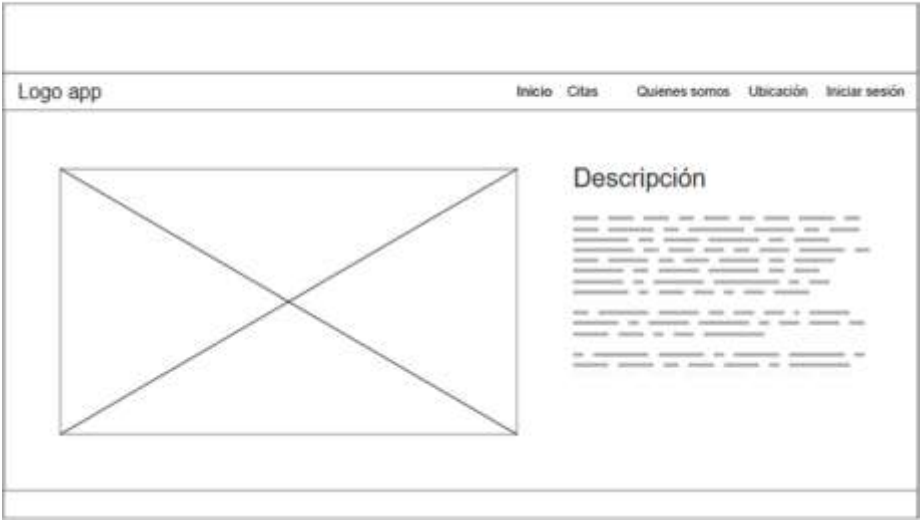 Logo app
Inicio Citas Quienes somos Ubicación Iniciar sesión
Descripción